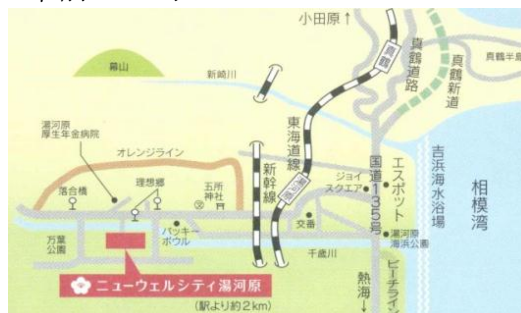 小田原↑
真鶴
真鶴道路
真鶴新道
真鶴半島
幕山
新崎川
東海道線
湯河原
厚生年金病院
オレンジライン
落合橋
理想郷
五所
神社
新幹線
湯河原
ジョイ
スクエア
国道135号
エスポット
吉浜海水浴場
相模湾
万葉
公園
パッキー
ボウル
交番
湯河原
海浜公園
千歳川
ニューウェルシティ湯河原
(駅より約2km)
熱海→
ビーチライン